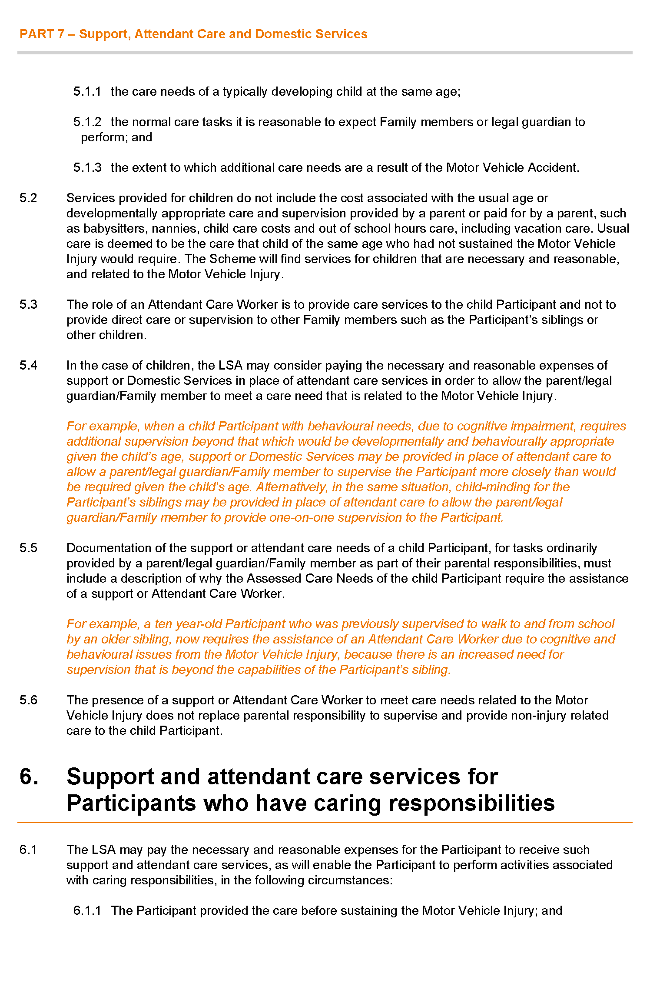 PART 7 – Support, Attendant Care and Domestic Services
5.1.1 the care needs of a typically developing child at the same age;
5.1.2 the normal care tasks it is reasonable to expect Family members or legal guardian to
perform; and
5.1.3 the extent to which additional care needs are a result of the Motor Vehicle Accident.
5.2 Services provided for children do not include the cost associated with the usual age or
developmentally appropriate care and supervision provided by a parent or paid for by a parent, such
as babysitters, nannies, child care costs and out of school hours care, including vacation care. Usual
care is deemed to be the care that child of the same age who had not sustained the Motor Vehicle
Injury would require. The Scheme will find services for children that are necessary and reasonable,
and related to the Motor Vehicle Injury.
5.3 The role of an Attendant Care Worker is to provide care services to the child Participant and not to
provide direct care or supervision to other Family members such as the Participant’s siblings or
other children.
5.4 In the case of children, the LSA may consider paying the necessary and reasonable expenses of
support or Domestic Services in place of attendant care services in order to allow the parent/legal
guardian/Family member to meet a care need that is related to the Motor Vehicle Injury.
For example, when a child Participant with behavioural needs, due to cognitive impairment, requires
additional supervision beyond that which would be developmentally and behaviourally appropriate
given the child’s age, support or Domestic Services may be provided in place of attendant care to
allow a parent/legal guardian/Family member to supervise the Participant more closely than would
be required given the child’s age. Alternatively, in the same situation, child-minding for the
Participant’s siblings may be provided in place of attendant care to allow the parent/legal
guardian/Family member to provide one-on-one supervision to the Participant.
5.5 Documentation of the support or attendant care needs of a child Participant, for tasks ordinarily
provided by a parent/legal guardian/Family member as part of their parental responsibilities, must
include a description of why the Assessed Care Needs of the child Participant require the assistance
of a support or Attendant Care Worker.
For example, a ten year-old Participant who was previously supervised to walk to and from school
by an older sibling, now requires the assistance of an Attendant Care Worker due to cognitive and
behavioural issues from the Motor Vehicle Injury, because there is an increased need for
supervision that is beyond the capabilities of the Participant’s sibling.
5.6 The presence of a support or Attendant Care Worker to meet care needs related to the Motor
Vehicle Injury does not replace parental responsibility to supervise and provide non-injury related
care to the child Participant.
6. Support and attendant care services for
Participants who have caring responsibilities
6.1 The LSA may pay the necessary and reasonable expenses for the Participant to receive such
support and attendant care services, as will enable the Participant to perform activities associated
with caring responsibilities, in the following circumstances:
6.1.1 The Participant provided the care before sustaining the Motor Vehicle Injury; and